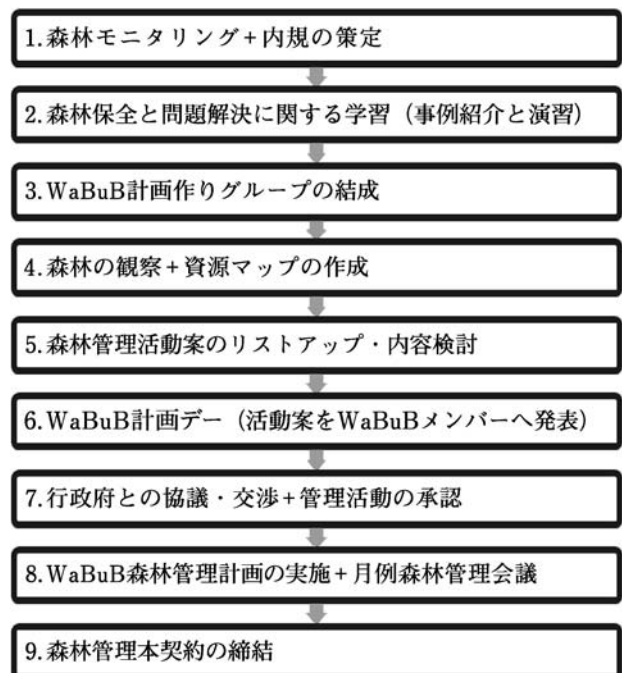 1.森林モニタリング+内規の策定
2.森林保全と問題解決に関する学習（事例紹介と演習）
3.WaBuB計画作りグループの結成
4.森林の観察+資源マップの作成
5.森林管理活動案のリストアップ・内容検討
6.WaBuB計画デー（活動案をWaBuBメンバーへ発表）
7.行政府との協議・交渉+管理活動の承認
8.WaBuB森林管理計画の実施+月例森林管理会議
9.森林管理本契約の締結